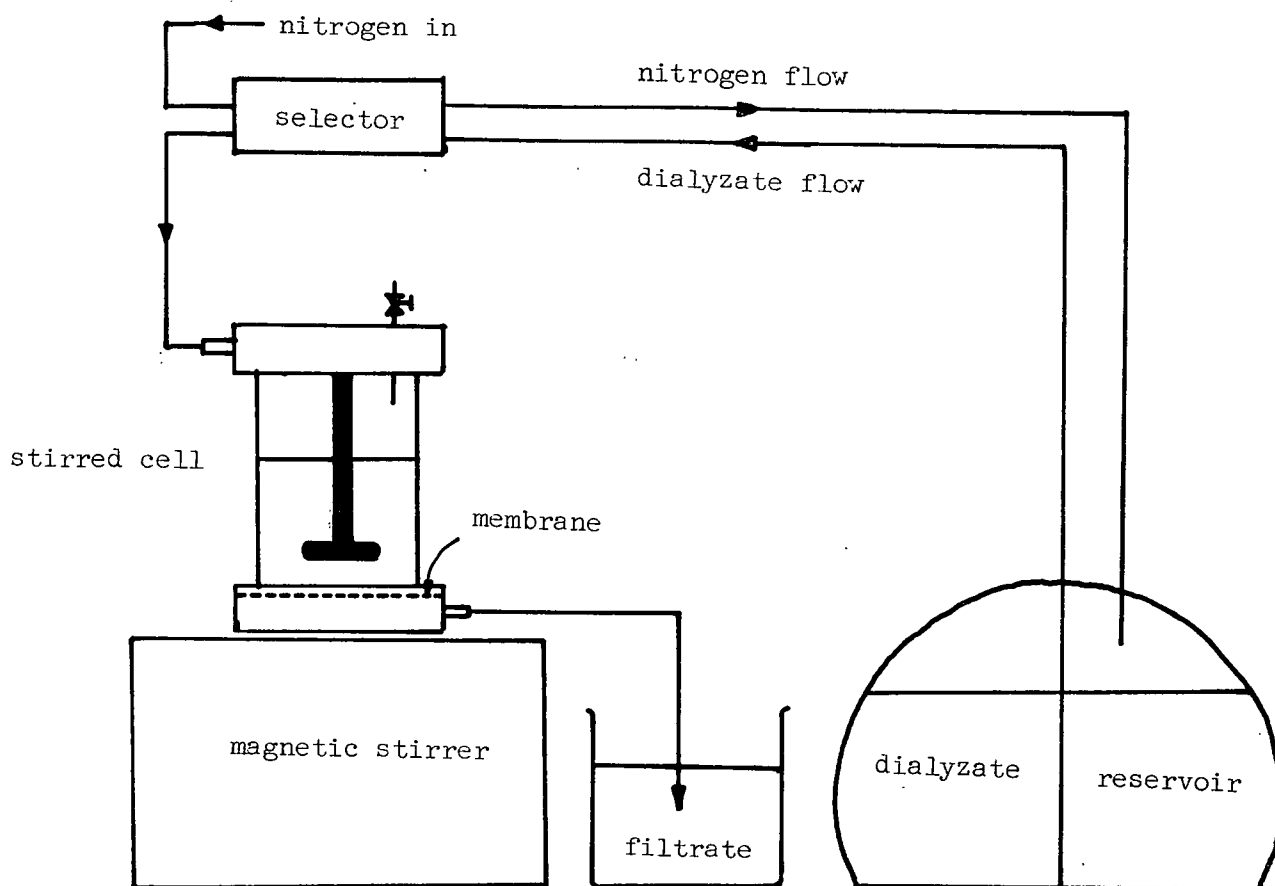 nitrogen in
nitrogen flow
selector
dialyzate flow
stirred cell
membrane
magnetic stirrer
dialyzate
reservoir
filtrate